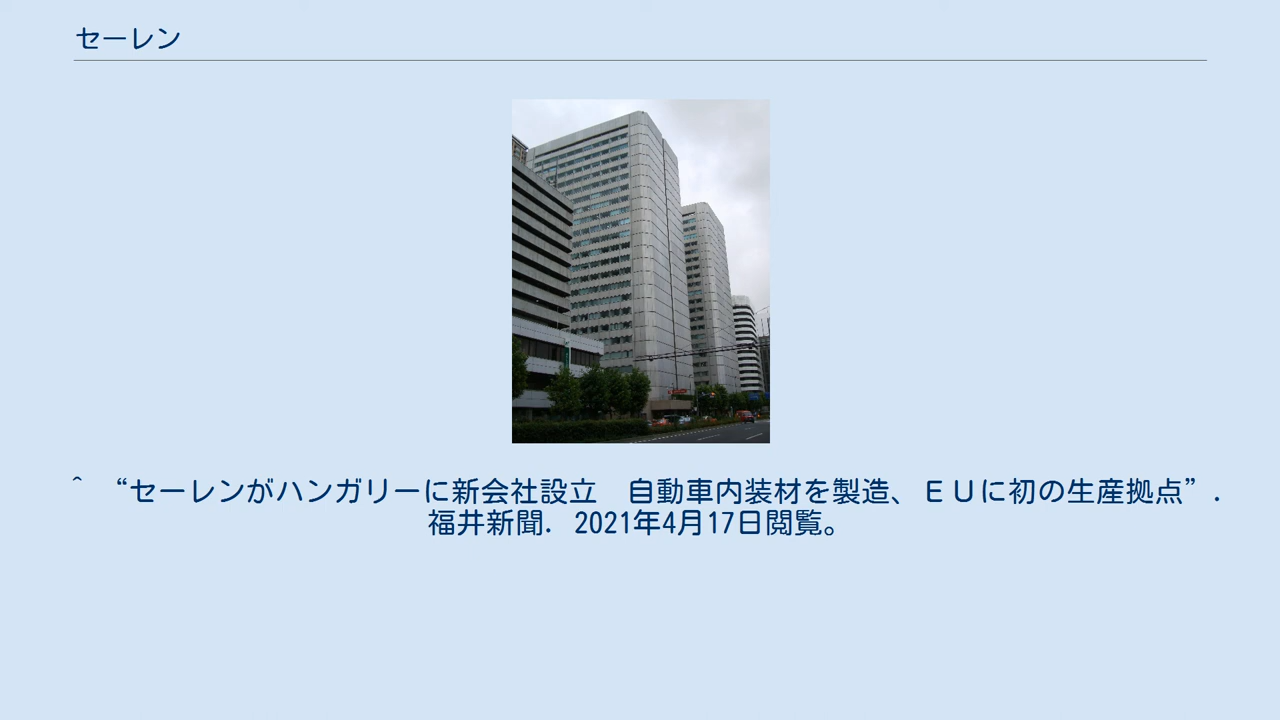 セーレン
^ “セーレンがハンガリーに新会社設立　自動車内装材を製造、ＥＵに初の生産拠点”.
福井新聞. 2021年4月17日閲覧。